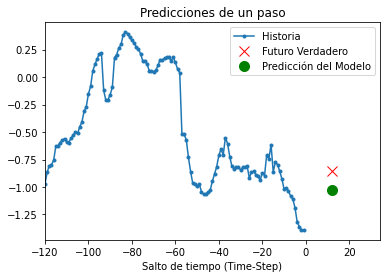 Predicciones de un paso
Historia
Futuro Verdadero
Predicción del Modelo
0.25
0.00
−0.25
−0.50
−0.75
−1.00
−1.25
−120 −100 −80 −60 −40 −20 0 20
Salto de tiempo (Time-Step)